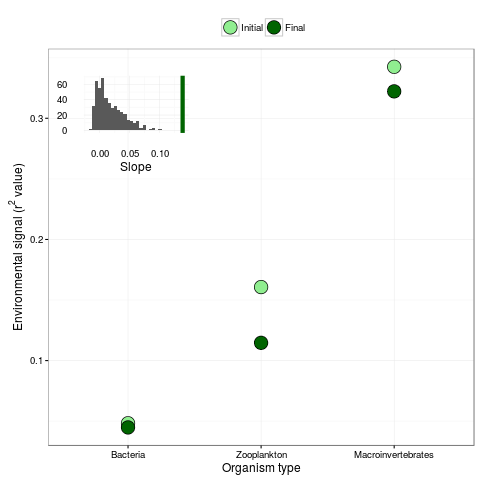 Initial Final
60
40
20
0
0.00 0.05 0.10
Slope
0.3
0.2
0.1
Environmental signal (r² value)
Bacteria Zooplankton Macroinvertebrates
Organism type